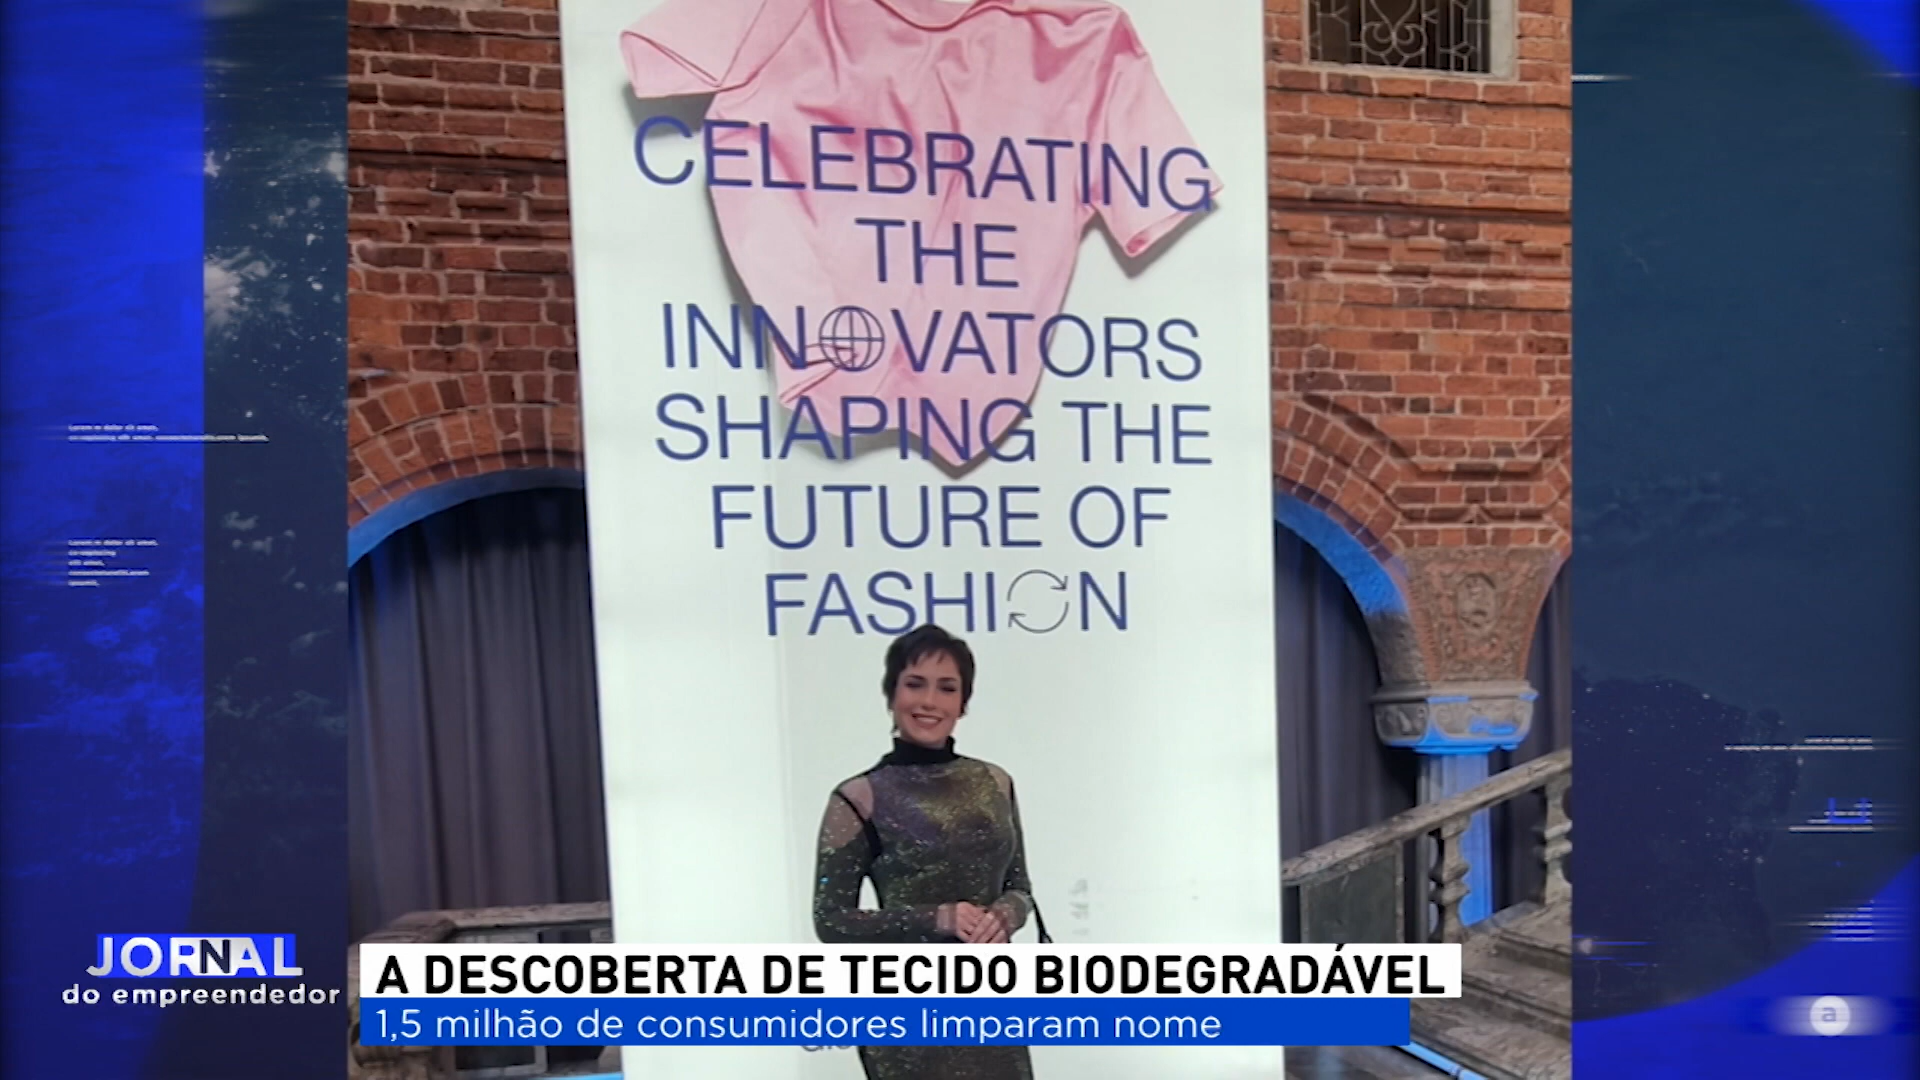 CELEBRATING
THE
INNOVATORS
SHAPING THE
FUTURE OF
FASHION
JORNAL
do empreendedor
A DESCOBERTA DE TECIDO BIODEGRADÁVEL
1,5 milhão de consumidores limparam nome
a